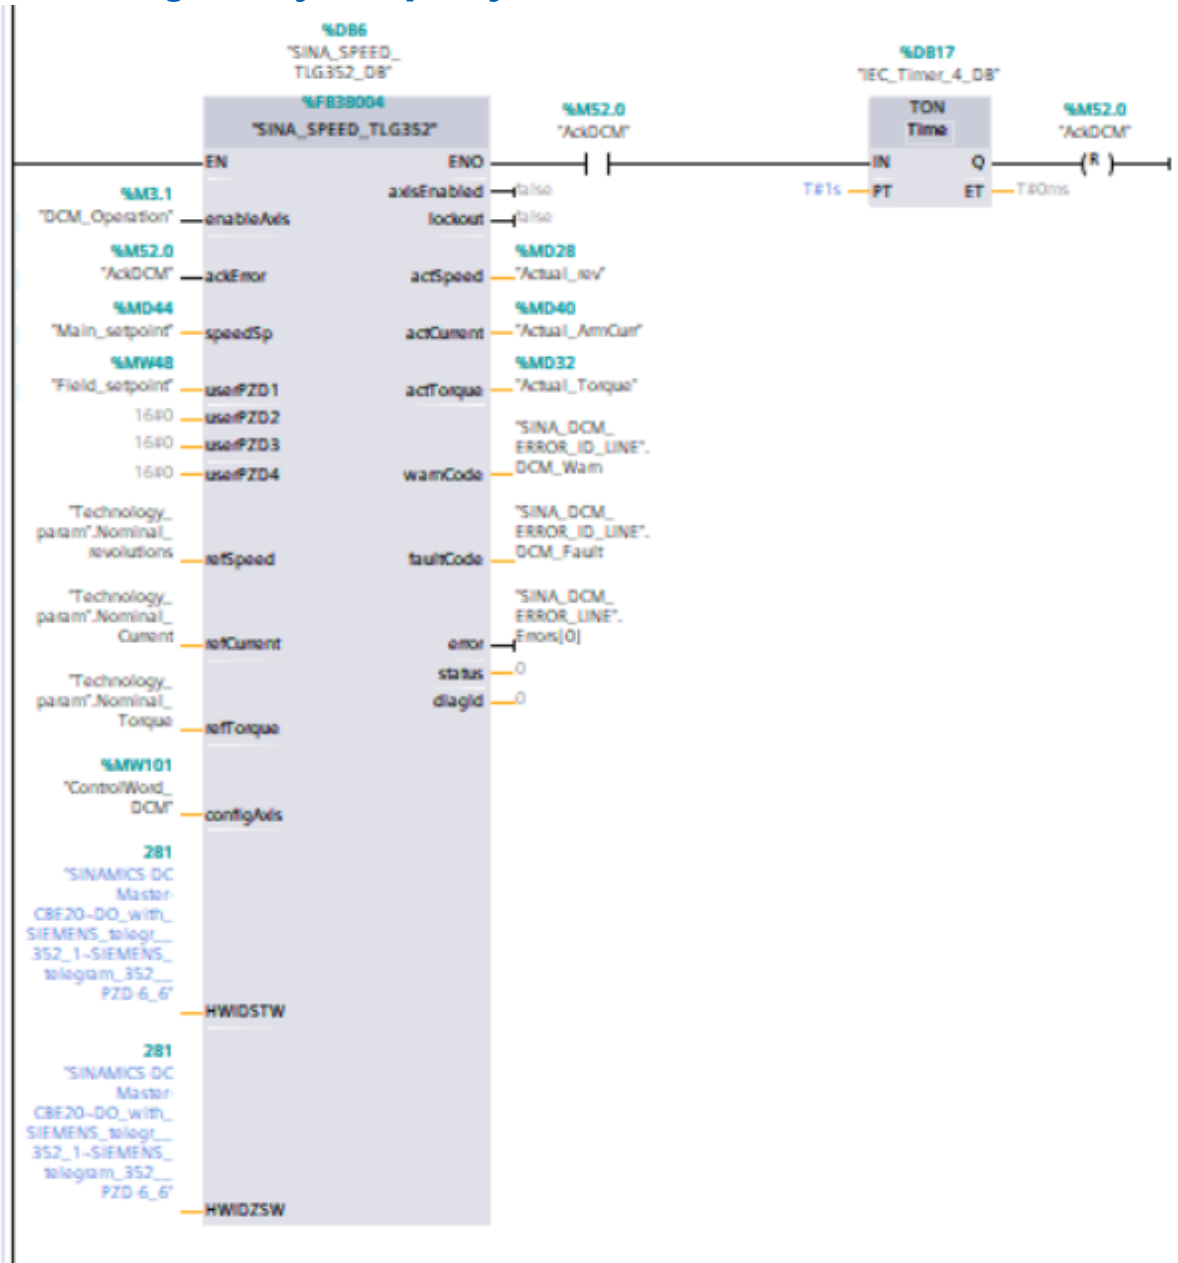 %DB6
"SINA_SPEED_
TLG352_DB"
%FB38004
"SINA_SPEED_TLG352"
EN
ENO
%M52.0
"AckDCM"
%DB17
"IEC_Timer_4_DB"
TON
Time
IN
Q
T#1s
PT
ET
T#0ms
%M52.0
"AckDCM"
R
axisEnabled
false
%M3.1
"DCM_Operation"
enableAxis
lockout
false
%M52.0
"AckDCM"
ackError
actSpeed
%MD28
"Actual_rev"
%MD44
"Main_setpoint"
speedSp
actCurrent
%MD40
"Actual_ArmCurr"
%MW48
"Field_setpoint"
userPZD1
actTorque
%MD32
"Actual_Torque"
16#0
userPZD2
16#0
userPZD3
16#0
userPZD4
warnCode
"SINA_DCM_
ERROR_ID_LINE".
DCM_Warn
"Technology_
param".Nominal_
revolutions
refSpeed
faultCode
"SINA_DCM_
ERROR_ID_LINE".
DCM_Fault
"Technology_
param".Nominal_
Current
refCurrent
error
"SINA_DCM_
ERROR_LINE".
Errors[0]
status
0
diagId
0
"Technology_
param".Nominal_
Torque
refTorque
%MW101
"ControlWord_
DCM"
configAxis
281
"SINAMICS-DC
Master-
CBE20~DO_with_
SIEMENS_telegr__
352_1~SIEMENS_
telegram_352__
PZD-6_6"
HWIDSTW
281
"SINAMICS-DC
Master-
CBE20~DO_with_
SIEMENS_telegr__
352_1~SIEMENS_
telegram_352__
PZD-6_6"
HWIDZSW